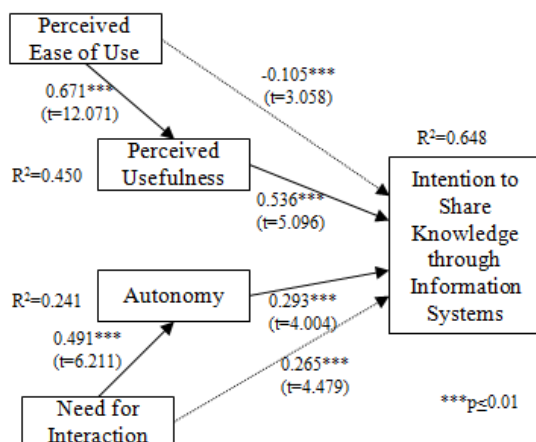 Perceived
Ease of Use
0.671***
(t=12.071)
-0.105***
(t=3.058)
R²=0.648
R²=0.450
Perceived
Usefulness
0.536***
(t=5.096)
Intention to
Share
Knowledge
through
Information
Systems
R²=0.241
Autonomy
0.293***
(t=4.004)
0.491***
(t=6.211)
0.265***
(t=4.479)
Need for
Interaction
***p≤0.01